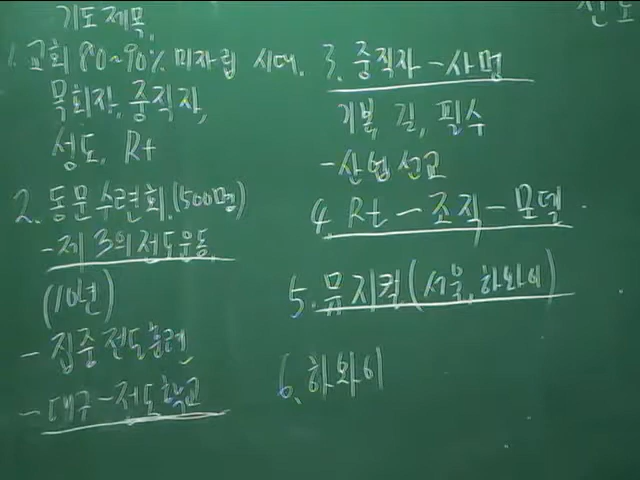 기도제목
1. 교회 80~90% 미자립 시대.
목회자, 중직자,
성도, R+
2. 동문수련회.(500명)
- 제 3의 전도운동.
(10년)
- 집중 전도훈련
- 대구 - 전도학교
3. 중직자 - 사명
기본, 길, 필수
- 산업선교
4. Rt - 조직 - 모델
5. 뮤지컬(서울, 하와이)
6. 하와이